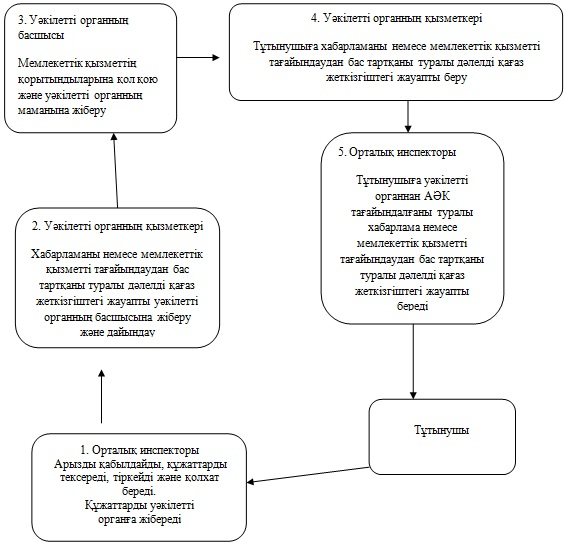 3. Уәкілетті органның
басшысы
Мемлекеттік қызметтің
қорытындыларына қол қою
және уәкілетті органның
маманына жіберу
4. Уәкілетті органның қызметкері
Тұтынушыға хабарламаны немесе мемлекеттік қызметті
тағайындаудан бас тартқаны туралы дәлелді қағаз
жеткізгіштегі жауапты беру
5. Орталық инспекторы
Тұтынушыға уәкілетті
органнан АӘК
тағайындалғаны туралы
хабарлама немесе
мемлекеттік қызметті
тағайындаудан бас тартқаны
туралы дәлелді қағаз
жеткізгіштегі жауапты
береді
2. Уәкілетті органның қызметкері
Хабарламаны немесе мемлекеттік
қызметті тағайындаудан бас
тартқаны туралы дәлелді қағаз
жеткізгіштегі жауапты уәкілетті
органның басшысына жіберу
және дайындау
Тұтынушы
1. Орталық инспекторы
Арызды қабылдайды, құжаттарды
тексереді, тіркейді және қолхат
береді.
Құжаттарды уәкілетті
органға жібереді